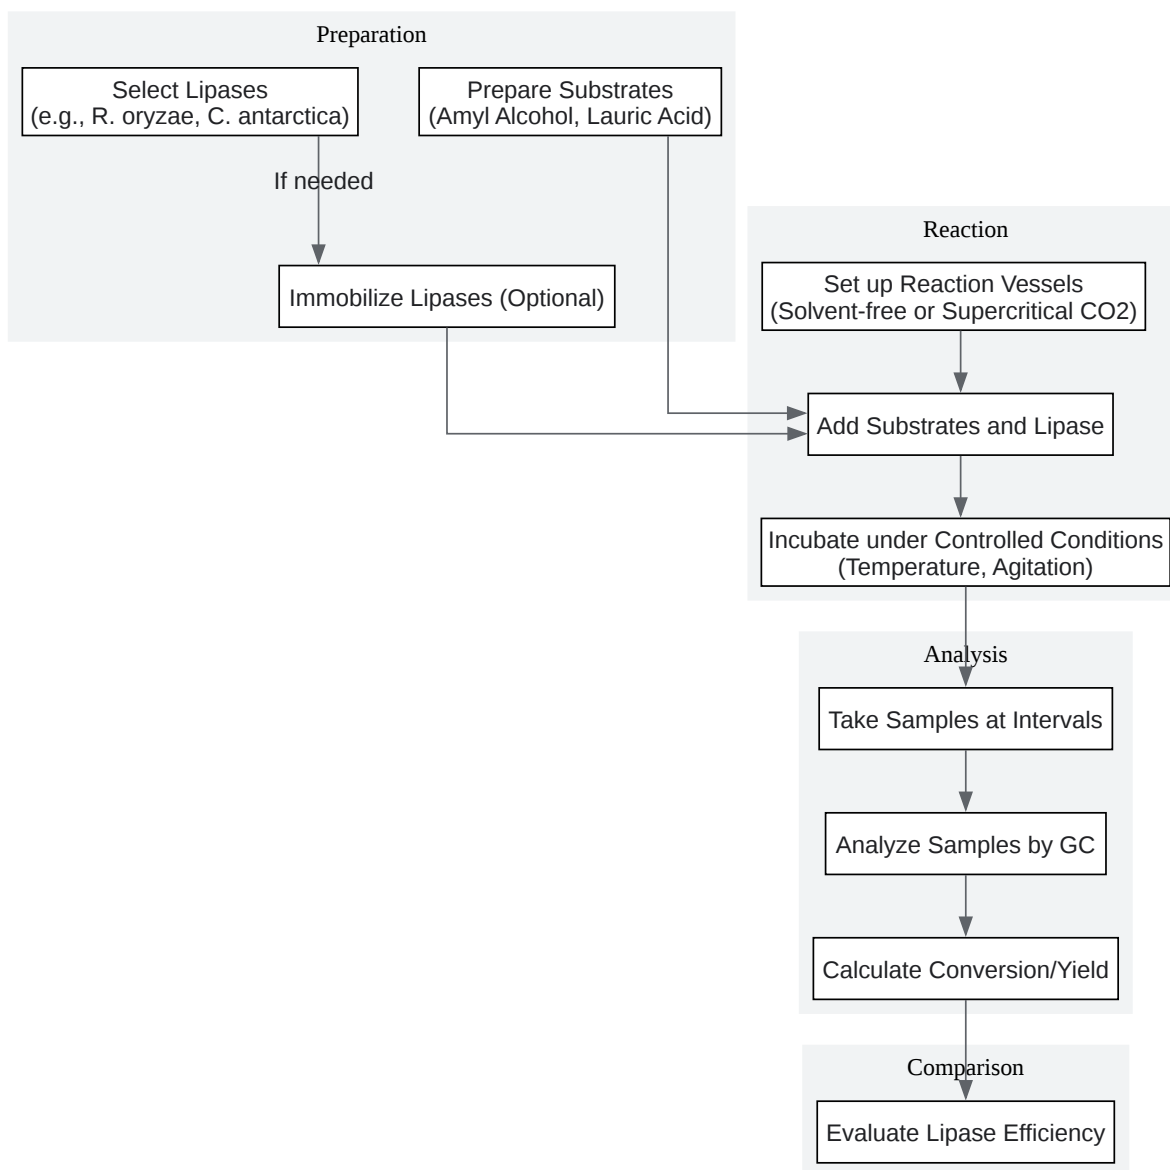 Preparation
Select Lipases
(e.g., R. oryzae, C. antarctica)
Prepare Substrates
(Amyl Alcohol, Lauric Acid)
If needed
Immobilize Lipases (Optional)
Reaction
Set up Reaction Vessels
(Solvent-free or Supercritical CO2)
Add Substrates and Lipase
Incubate under Controlled Conditions
(Temperature, Agitation)
Analysis
Take Samples at Intervals
Analyze Samples by GC
Calculate Conversion/Yield
Comparison
Evaluate Lipase Efficiency